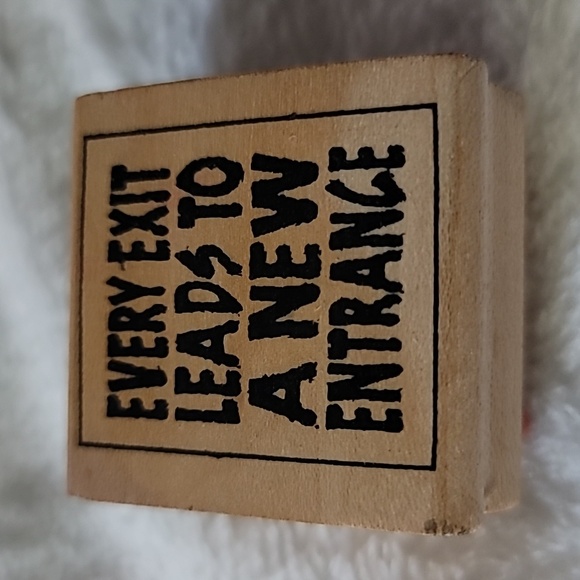 EVERY EXIT
LEADS TO
A NEW
ENTRANCE